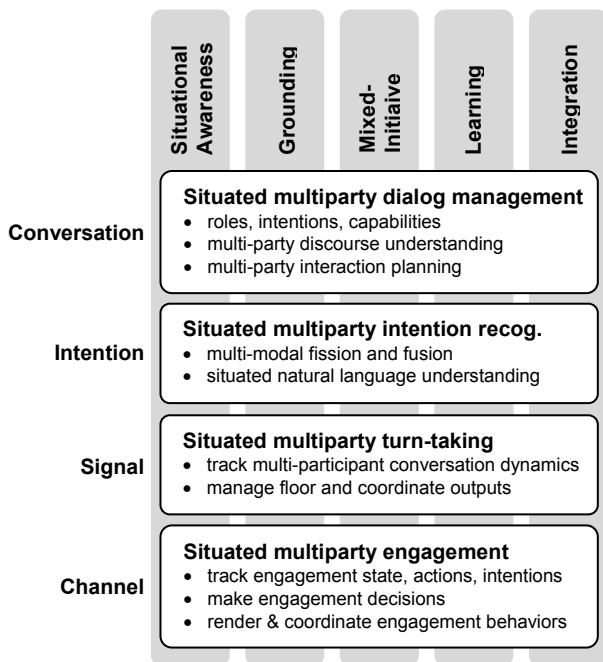 Situational
Awareness
Grounding
Mixed-
Initiaive
Learning
Integration
Conversation
Situated multiparty dialog management
• roles, intentions, capabilities
• multi-party discourse understanding
• multi-party interaction planning
Intention
Situated multiparty intention recog.
• multi-modal fission and fusion
• situated natural language understanding
Signal
Situated multiparty turn-taking
• track multi-participant conversation dynamics
• manage floor and coordinate outputs
Channel
Situated multiparty engagement
• track engagement state, actions, intentions
• make engagement decisions
• render & coordinate engagement behaviors